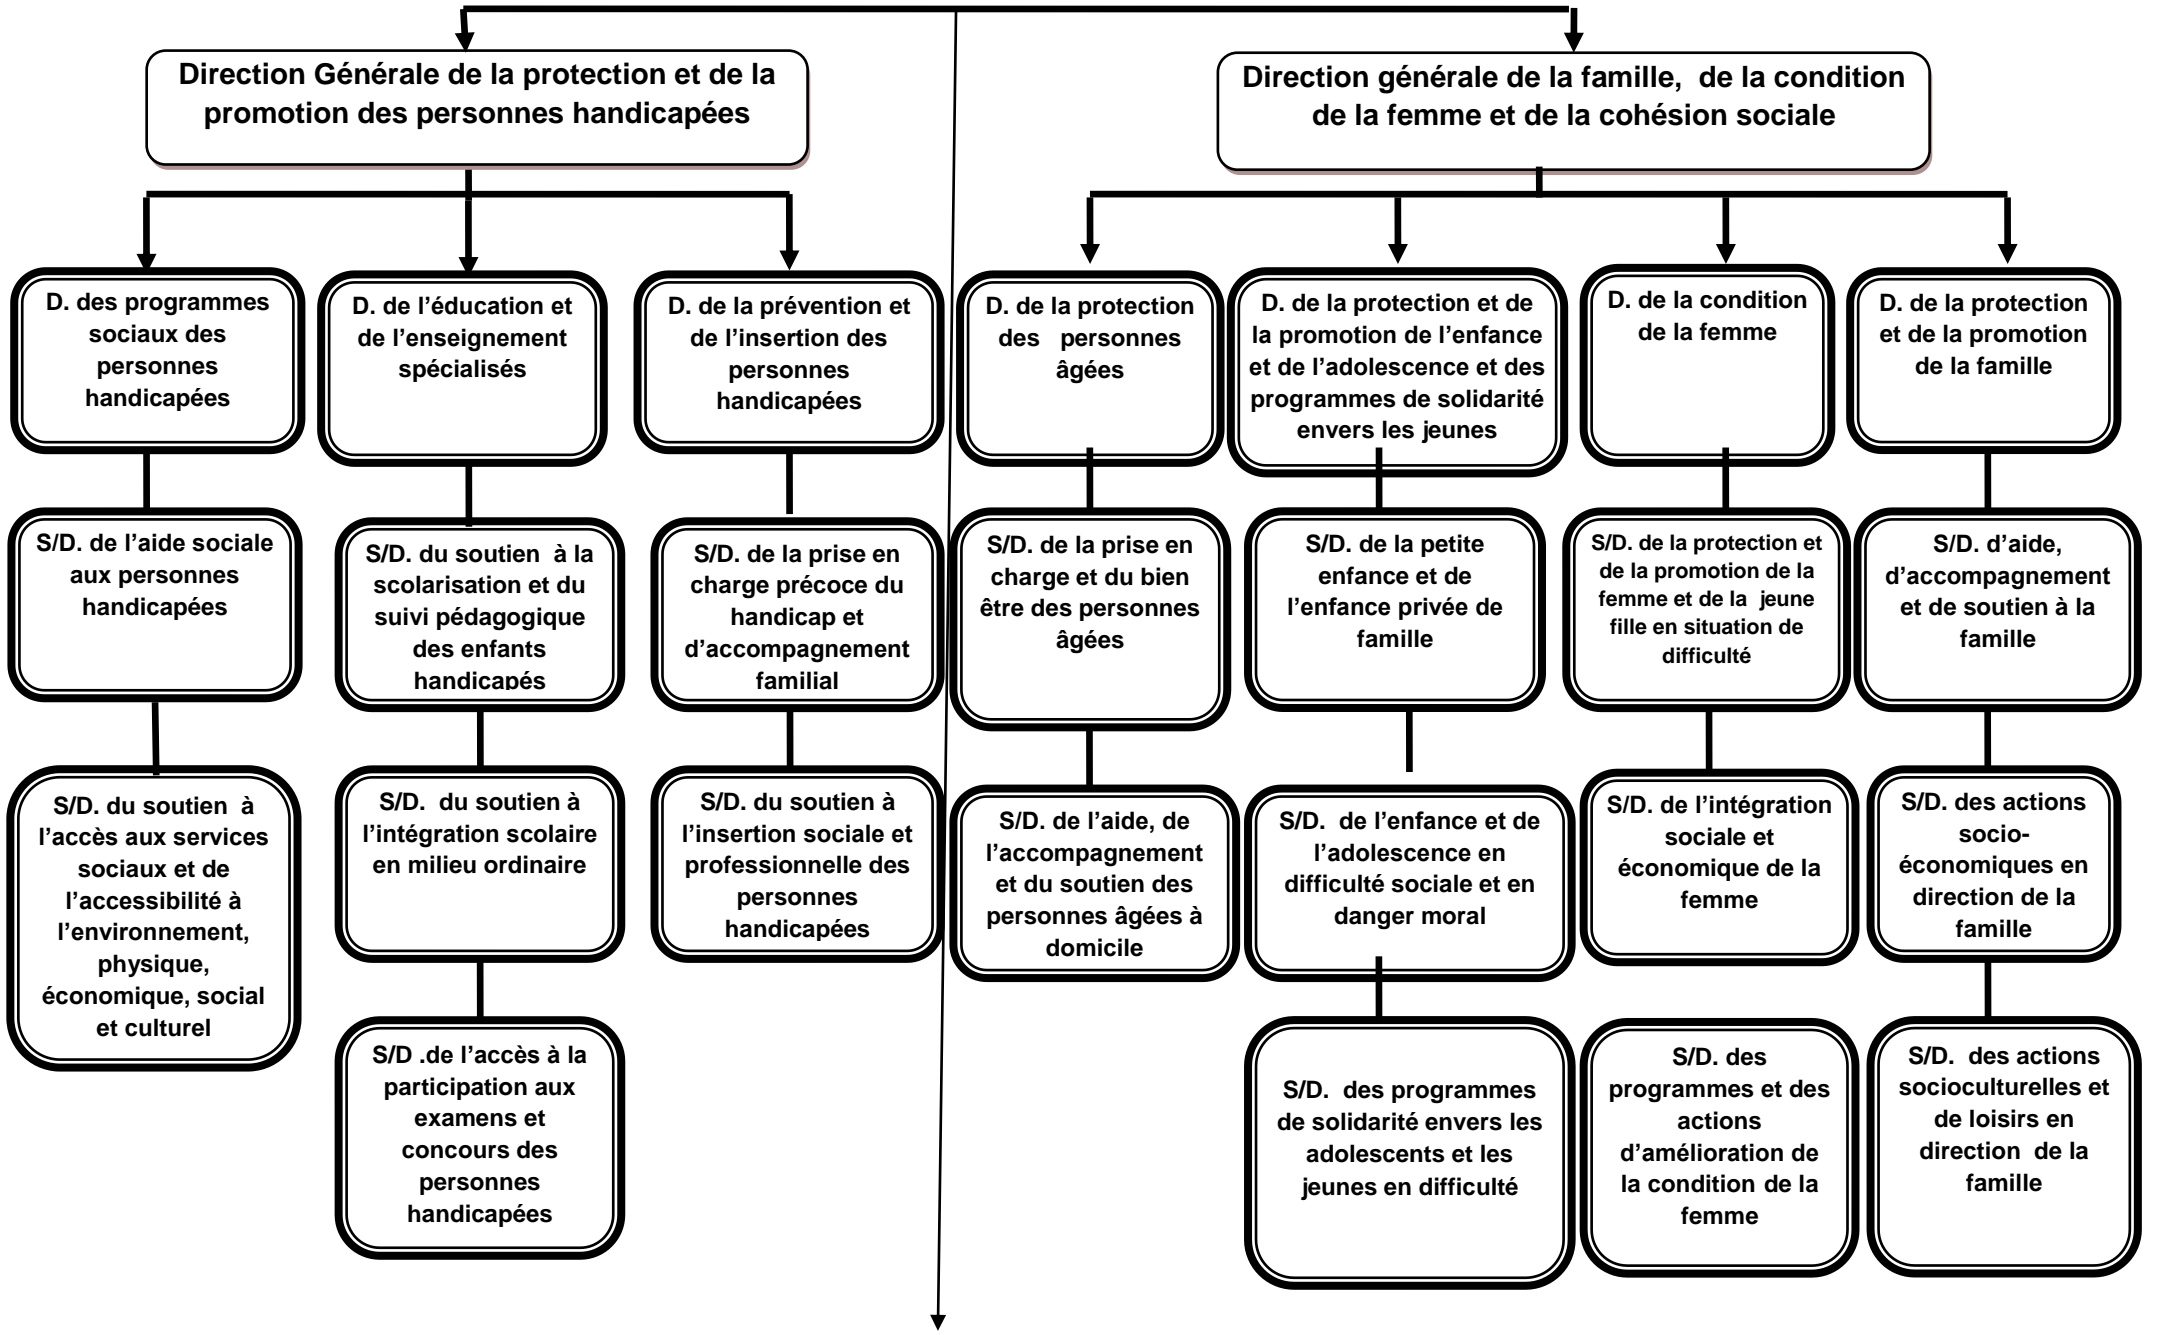 Direction Générale de la protection et de la
promotion des personnes handicapées
Direction générale de la famille, de la condition
de la femme et de la cohésion sociale
D. des programmes
sociaux des
personnes
handicapées
D. de l’éducation et
de l’enseignement
spécialisés
D. de la prévention et
de l’insertion des
personnes
handicapées
D. de la protection
des personnes
âgées
D. de la protection et de
la promotion de l’enfance
et de l’adolescence et des
programmes de solidarité
envers les jeunes
D. de la condition
de la femme
D. de la protection
et de la promotion
de la famille
S/D. de l’aide sociale
aux personnes
handicapées
S/D. du soutien à la
scolarisation et du
suivi pédagogique
des enfants
handicapés
S/D. de la prise en
charge précoce du
handicap et
d’accompagnement
familial
S/D. de la prise en
charge et du bien
être des personnes
âgées
S/D. de la petite
enfance et de
l’enfance privée de
famille
S/D. de la protection et
de la promotion de la
femme et de la jeune
fille en situation de
difficulté
S/D. d’aide,
d’accompagnement
et de soutien à la
famille
S/D. du soutien à
l’accès aux services
sociaux et de
l’accessibilité à
l’environnement,
physique,
économique, social
et culturel
S/D. du soutien à
l’intégration scolaire
en milieu ordinaire
S/D. du soutien à
l’insertion sociale et
professionnelle des
personnes
handicapées
S/D. de l’aide, de
l’accompagnement
et du soutien des
personnes âgées à
domicile
S/D. de l’enfance et de
l’adolescence en
difficulté sociale et en
danger moral
S/D. de l’intégration
sociale et
économique de la
femme
S/D. des actions
socio-
économiques en
direction de la
famille
S/D .de l’accès à la
participation aux
examens et
concours des
personnes
handicapées
S/D. des programmes
de solidarité envers les
adolescents et les
jeunes en difficulté
S/D. des
programmes et des
actions
d’amélioration de
la condition de la
femme
S/D. des actions
socioculturelles et
de loisirs en
direction de la
famille